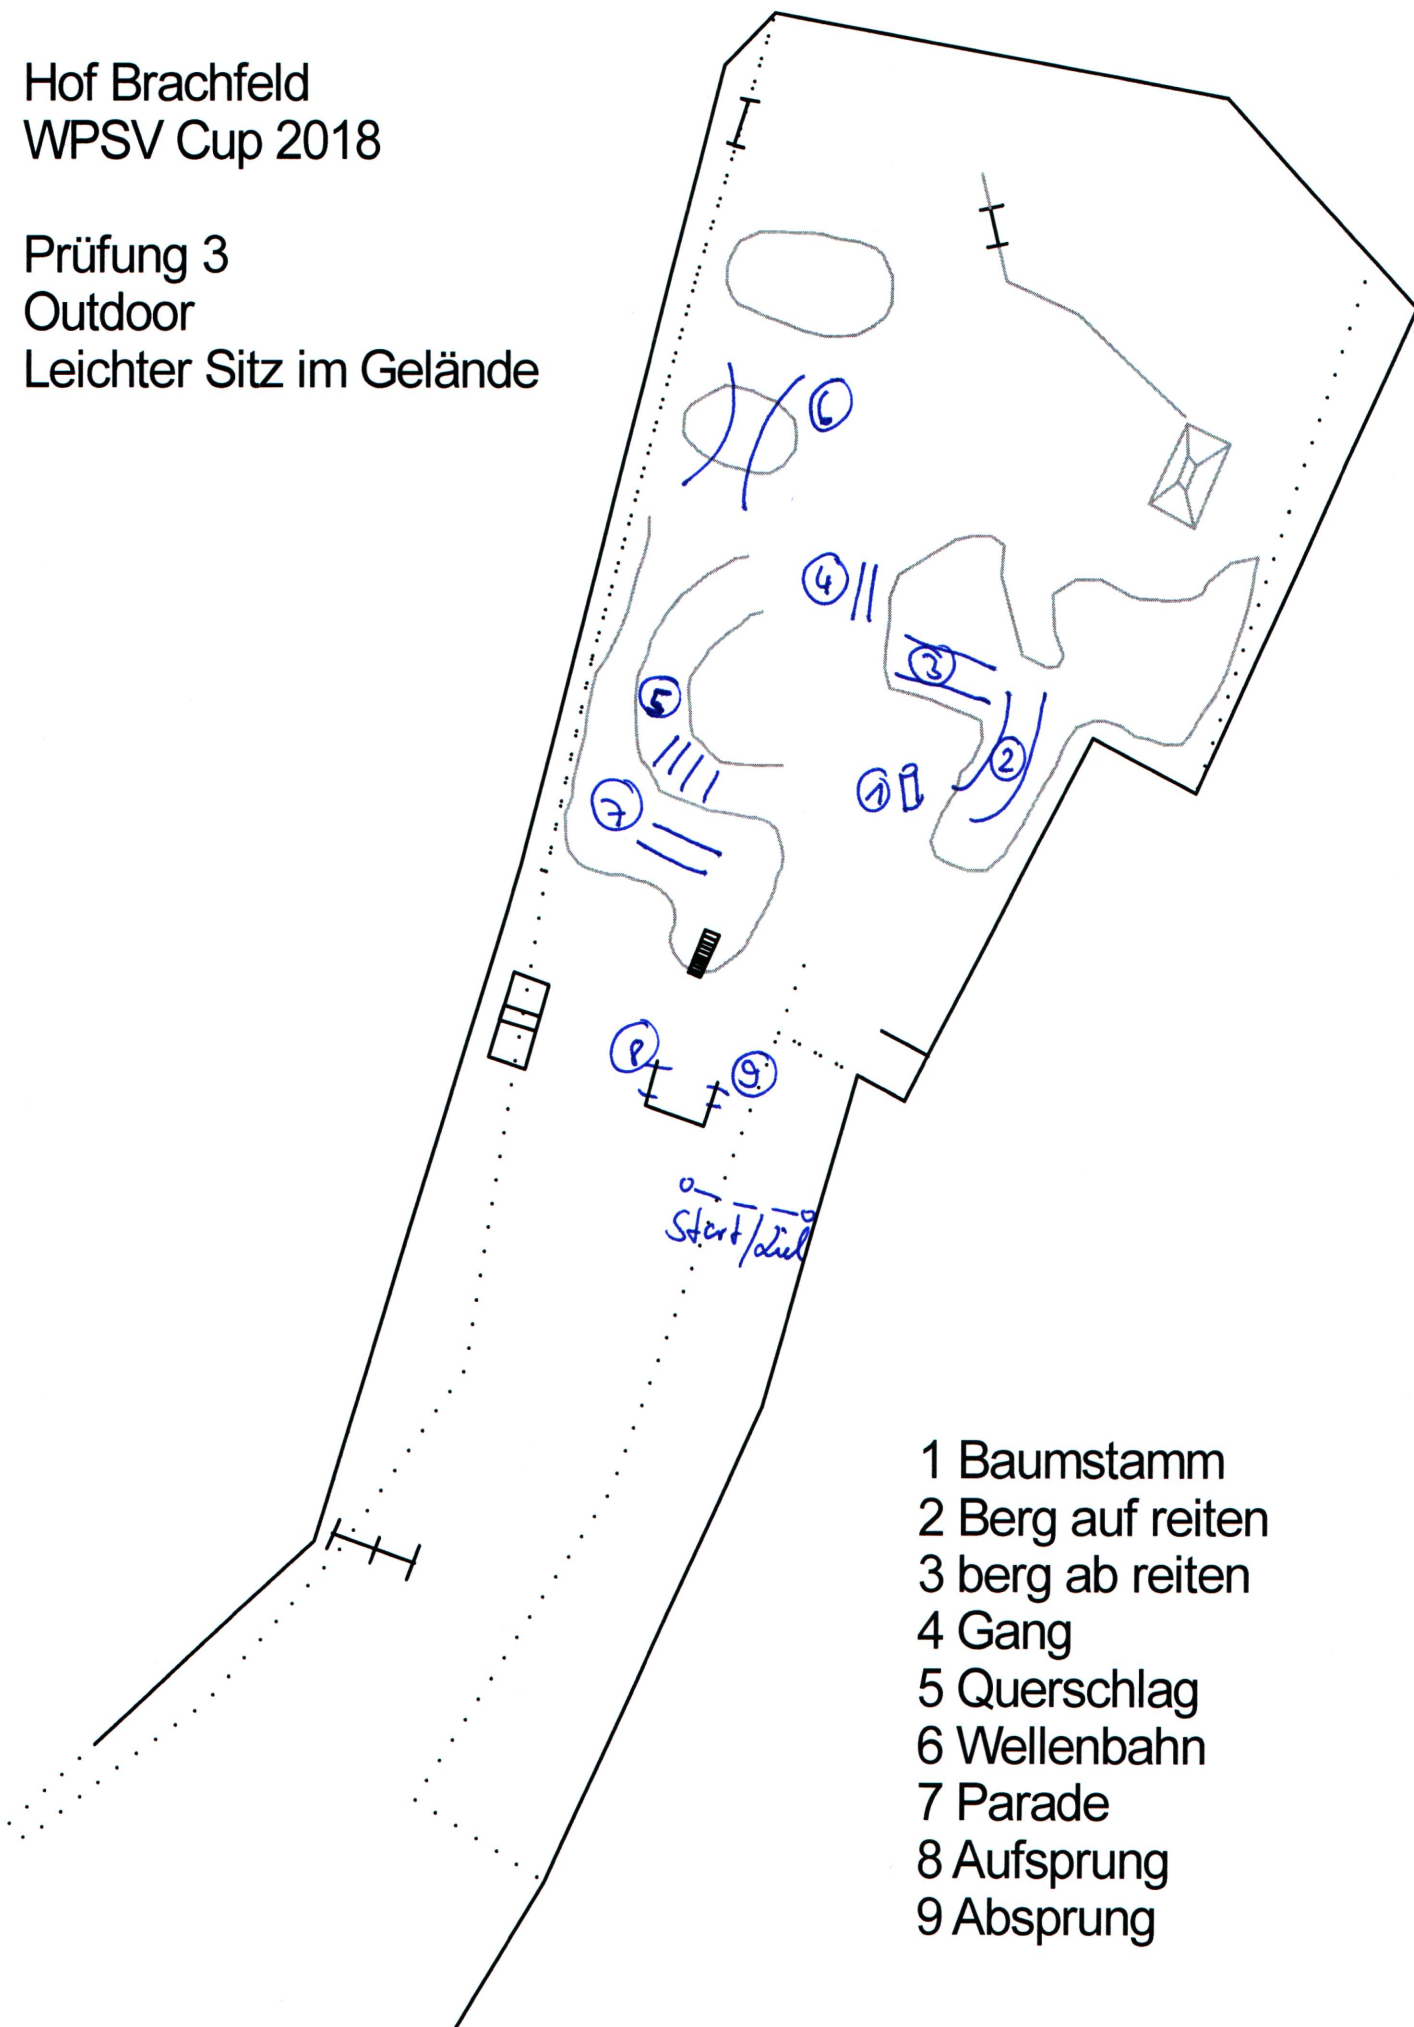 Hof Brachfeld
WPSV Cup 2018
Prüfung 3
Outdoor
Leichter Sitz im Gelände
6
4
3
5
2
1
7
8
9
Start/Ziel
1 Baumstamm
2 Berg auf reiten
3 berg ab reiten
4 Gang
5 Querschlag
6 Wellenbahn
7 Parade
8 Aufsprung
9 Absprung